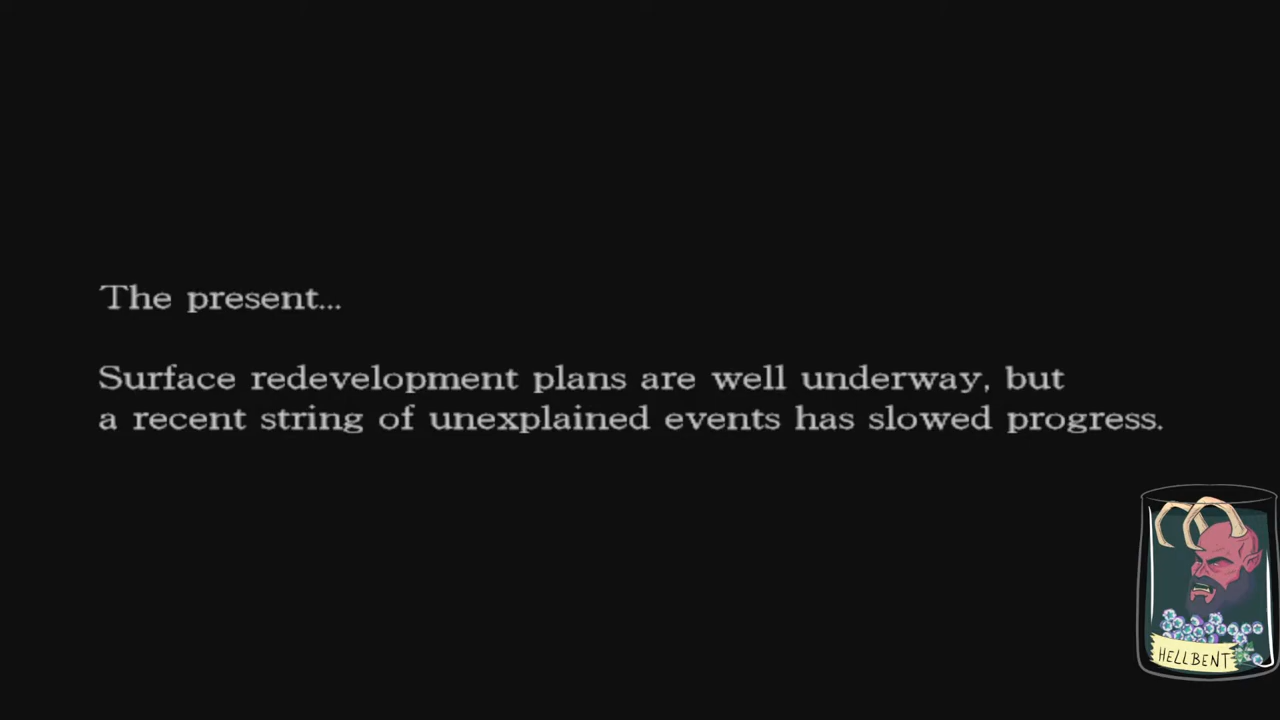 The present...
Surface redevelopment plans are well underway, but
a recent string of unexplained events has slowed progress.
HELLBENT